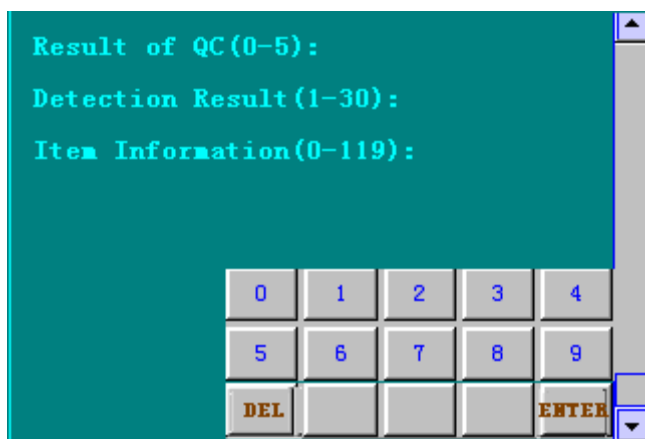 Result of QC(0-5):
Detection Result(1-30):
Item Information(0-119):
0 1 2 3 4
5 6 7 8 9
DEL ENTER